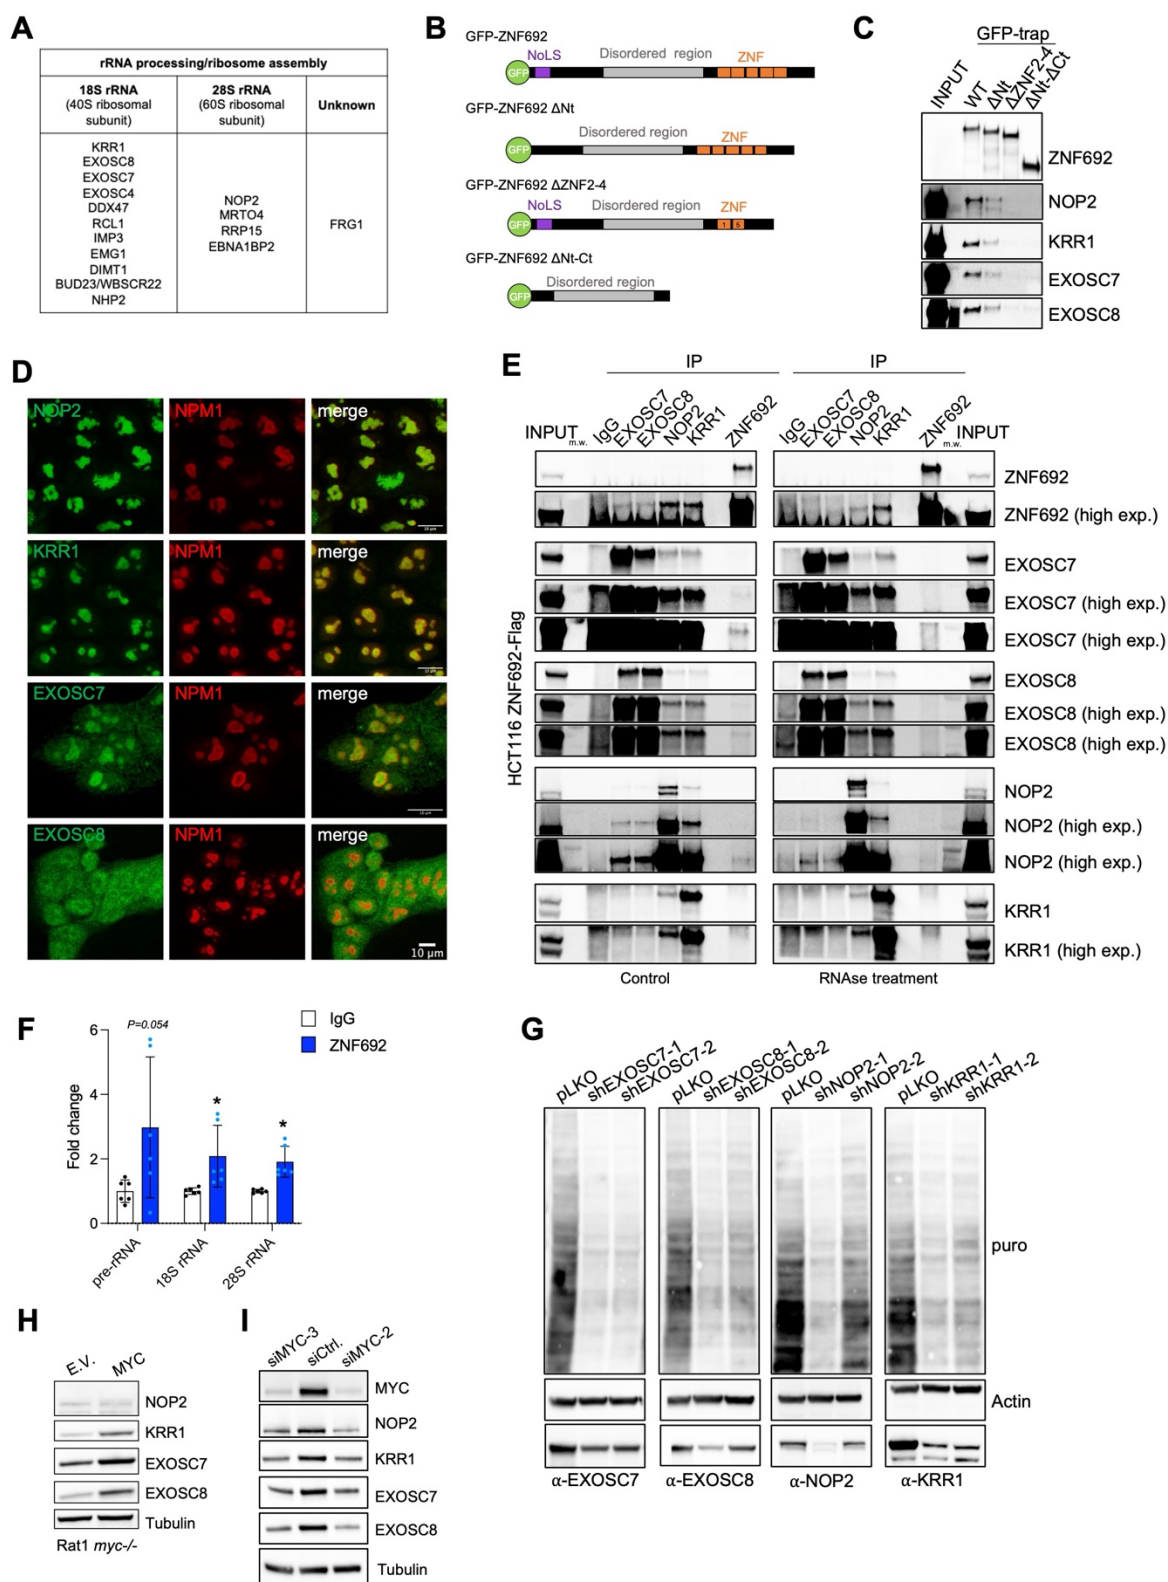 A
rRNA processing/ribosome assembly
18S rRNA
(40S ribosomal
subunit)
28S rRNA
(60S ribosomal
subunit)
Unknown
KRR1
EXOSC8
EXOSC7
EXOSC4
DDX47
RCL1
IMP3
EMG1
DIMT1
BUD23/WBSCR22
NHP2
NOP2
MRTO4
RRP15
EBNA1BP2
FRG1
B
GFP-ZNF692
NoLS
Disordered region
ZNF
GFP
GFP-ZNF692 ΔNt
Disordered region
ZNF
GFP
GFP-ZNF692 ΔZNF2-4
NoLS
Disordered region
ZNF
GFP
1 5
GFP-ZNF692 ΔNt-Ct
Disordered region
GFP
C
GFP-trap
INPUT
WT
ΔNt
ΔZNF2-4
ΔNt-ΔCt
ZNF692
NOP2
KRR1
EXOSC7
EXOSC8
D
NOP2
NPM1
merge
10 μm
KRR1
NPM1
merge
10 μm
EXOSC7
NPM1
merge
10 μm
EXOSC8
NPM1
merge
10 μm
E
IP
IP
INPUT
m.w.
IgG
EXOSC7
EXOSC8
NOP2
KRR1
ZNF692
IgG
EXOSC7
EXOSC8
NOP2
KRR1
ZNF692
m.w.
INPUT
HCT116 ZNF692-Flag
ZNF692
ZNF692 (high exp.)
EXOSC7
EXOSC7 (high exp.)
EXOSC7 (high exp.)
EXOSC8
EXOSC8 (high exp.)
EXOSC8 (high exp.)
NOP2
NOP2 (high exp.)
NOP2 (high exp.)
KRR1
KRR1 (high exp.)
Control
RNAse treatment
F
IgG
ZNF692
P=0.054
*
*
Fold change
6
4
2
0
pre-rRNA
18S rRNA
28S rRNA
G
pLKO
shEXOSC7-1
shEXOSC7-2
pLKO
shEXOSC8-1
shEXOSC8-2
pLKO
shNOP2-1
shNOP2-2
pLKO
shKRR1-1
shKRR1-2
puro
Actin
α-EXOSC7
α-EXOSC8
α-NOP2
α-KRR1
H
E.V.
MYC
NOP2
KRR1
EXOSC7
EXOSC8
Tubulin
Rat1 myc-/-
I
siMYC-3
siCtrl.
siMYC-2
MYC
NOP2
KRR1
EXOSC7
EXOSC8
Tubulin